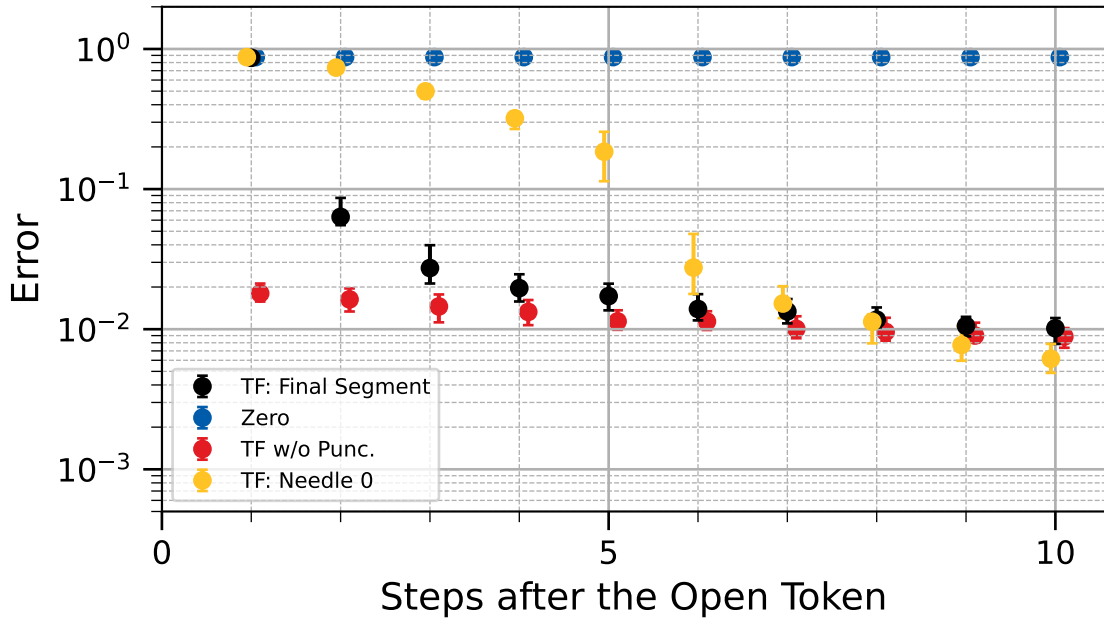 10⁰
10⁻¹
10⁻²
10⁻³
Error
TF: Final Segment
Zero
TF w/o Punc.
TF: Needle 0
0
5
10
Steps after the Open Token